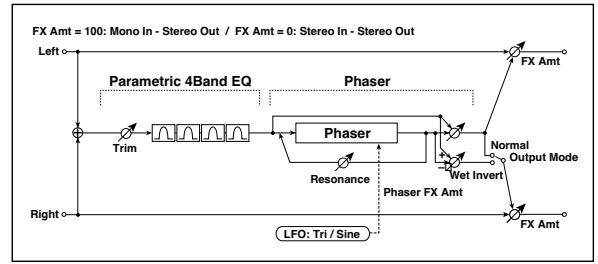 FX Amt = 100: Mono In - Stereo Out / FX Amt = 0: Stereo In - Stereo Out
Left
FX Amt
Parametric 4Band EQ
Phaser
Phaser
Trim
Normal
Output Mode
+
−
Wet Invert
Resonance
Phaser FX Amt
Right
FX Amt
LFO: Tri / Sine